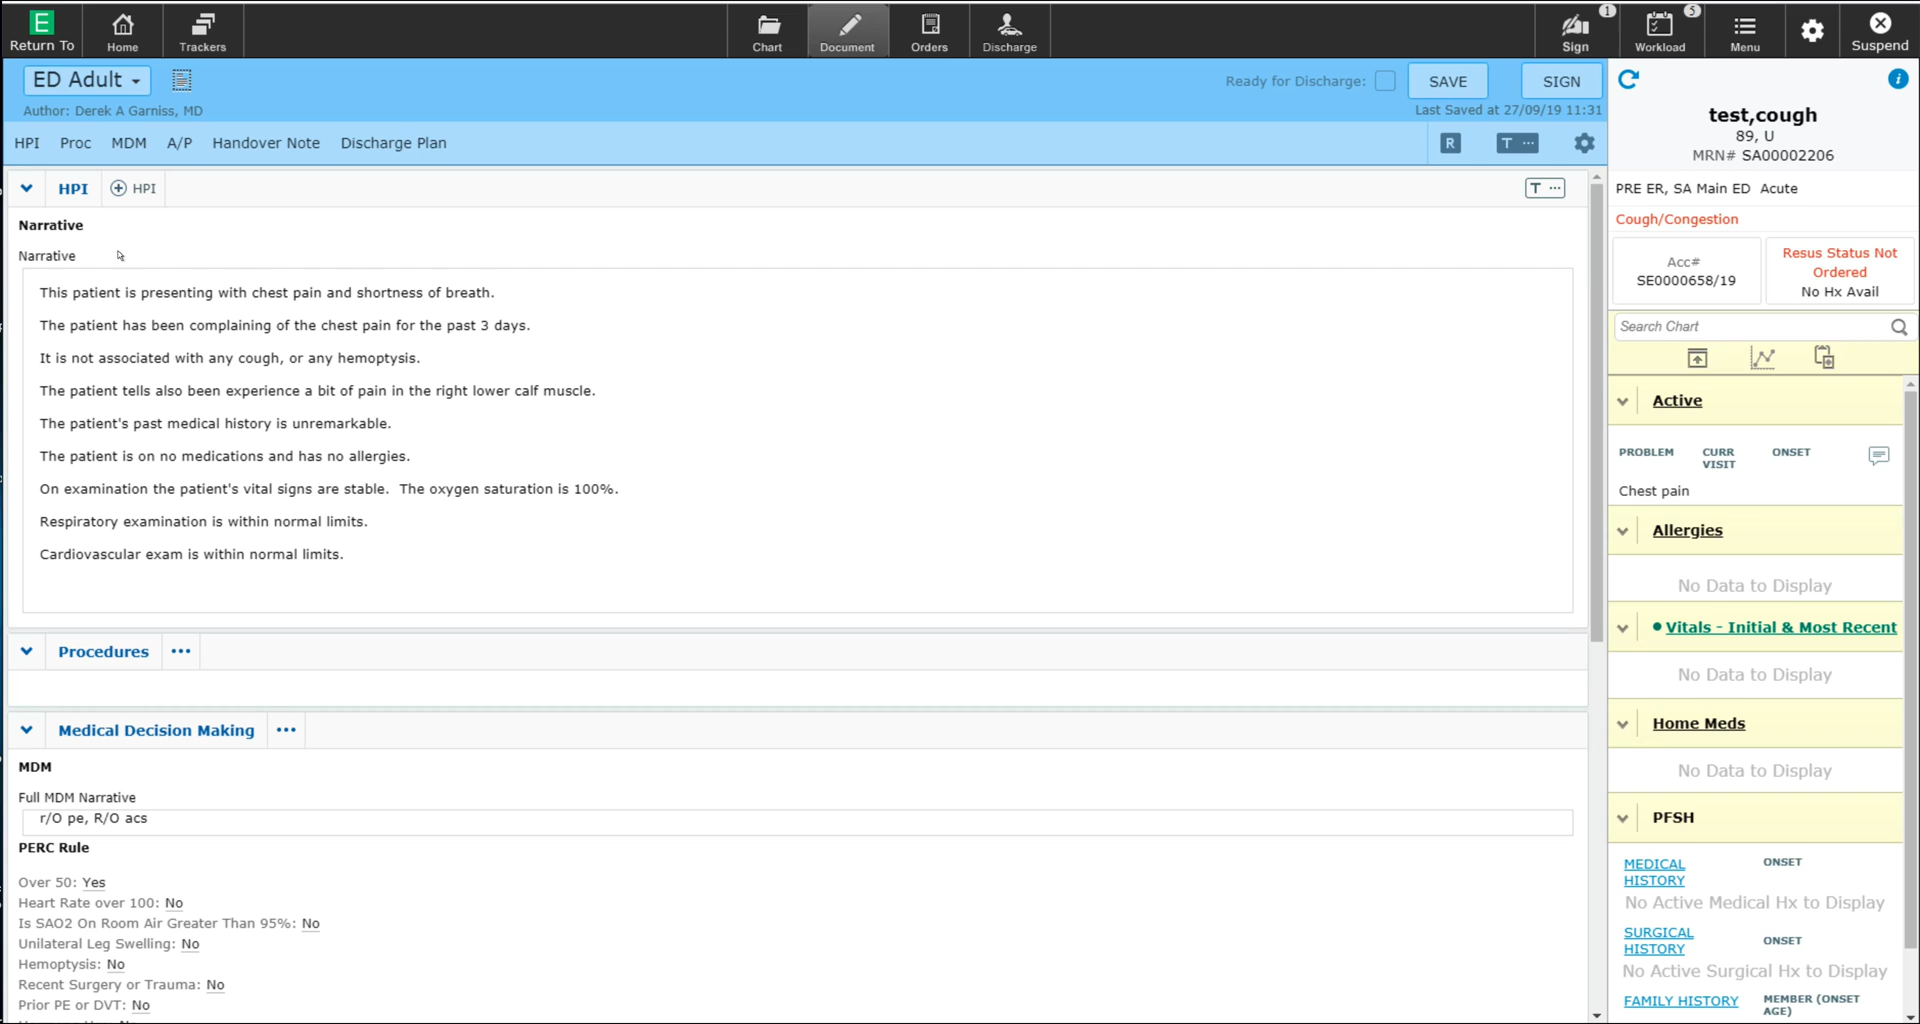 E
Return To
Home
Trackers
Chart
Document
Orders
Discharge
1
Sign
5
Workload
Menu
Suspend
ED Adult
Author: Derek A Garniss, MD
Ready for Discharge:
SAVE
SIGN
Last Saved at 27/09/19 11:31
HPI Proc MDM A/P Handover Note Discharge Plan
R
T ...
HPI
HPI
T ...
Narrative
Narrative
This patient is presenting with chest pain and shortness of breath.
The patient has been complaining of the chest pain for the past 3 days.
It is not associated with any cough, or any hemoptysis.
The patient tells also been experience a bit of pain in the right lower calf muscle.
The patient's past medical history is unremarkable.
The patient is on no medications and has no allergies.
On examination the patient's vital signs are stable.  The oxygen saturation is 100%.
Respiratory examination is within normal limits.
Cardiovascular exam is within normal limits.
Procedures ...
Medical Decision Making ...
MDM
Full MDM Narrative
r/O pe, R/O acs
PERC Rule
Over 50: Yes
Heart Rate over 100: No
Is SAO2 On Room Air Greater Than 95%: No
Unilateral Leg Swelling: No
Hemoptysis: No
Recent Surgery or Trauma: No
Prior PE or DVT: No
i
test,cough
89, U
MRN# SA00002206
PRE ER, SA Main ED  Acute
Cough/Congestion
Acc#
SE0000658/19
Resus Status Not
Ordered
No Hx Avail
Search Chart
Active
PROBLEM
CURR
VISIT
ONSET
Chest pain
Allergies
No Data to Display
Vitals - Initial & Most Recent
No Data to Display
Home Meds
No Data to Display
PFSH
MEDICAL
HISTORY
ONSET
No Active Medical Hx to Display
SURGICAL
HISTORY
ONSET
No Active Surgical Hx to Display
FAMILY HISTORY
MEMBER (ONSET
AGE)